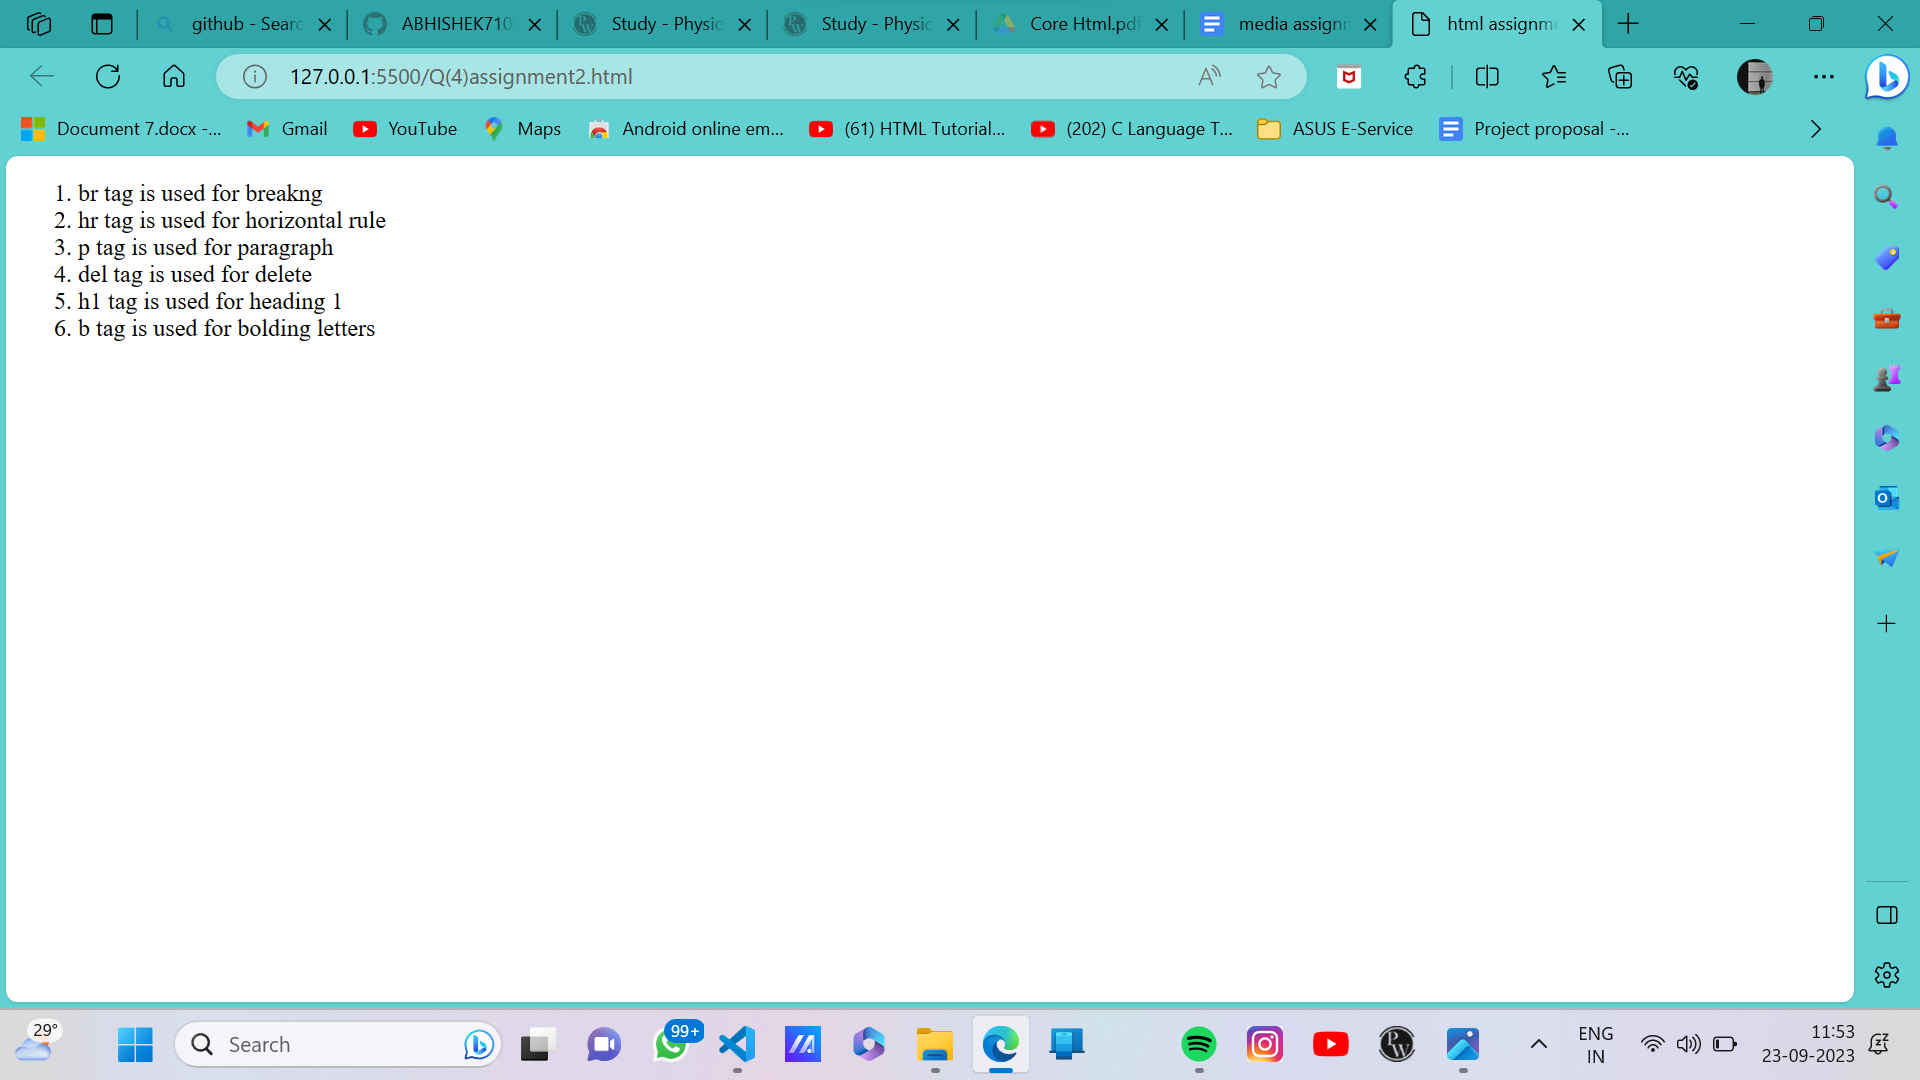 github - Searc
ABHISHEK710
Study - Physic
Study - Physic
Core Html.pdf
media assignm
html assignme
127.0.0.1:5500/Q(4)assignment2.html
Document 7.docx -...
Gmail
YouTube
Maps
Android online em...
(61) HTML Tutorial...
(202) C Language T...
ASUS E-Service
Project proposal -...
1. br tag is used for breakng
2. hr tag is used for horizontal rule
3. p tag is used for paragraph
4. del tag is used for delete
5. h1 tag is used for heading 1
6. b tag is used for bolding letters
29°
Search
99+
ENG
IN
11:53
23-09-2023